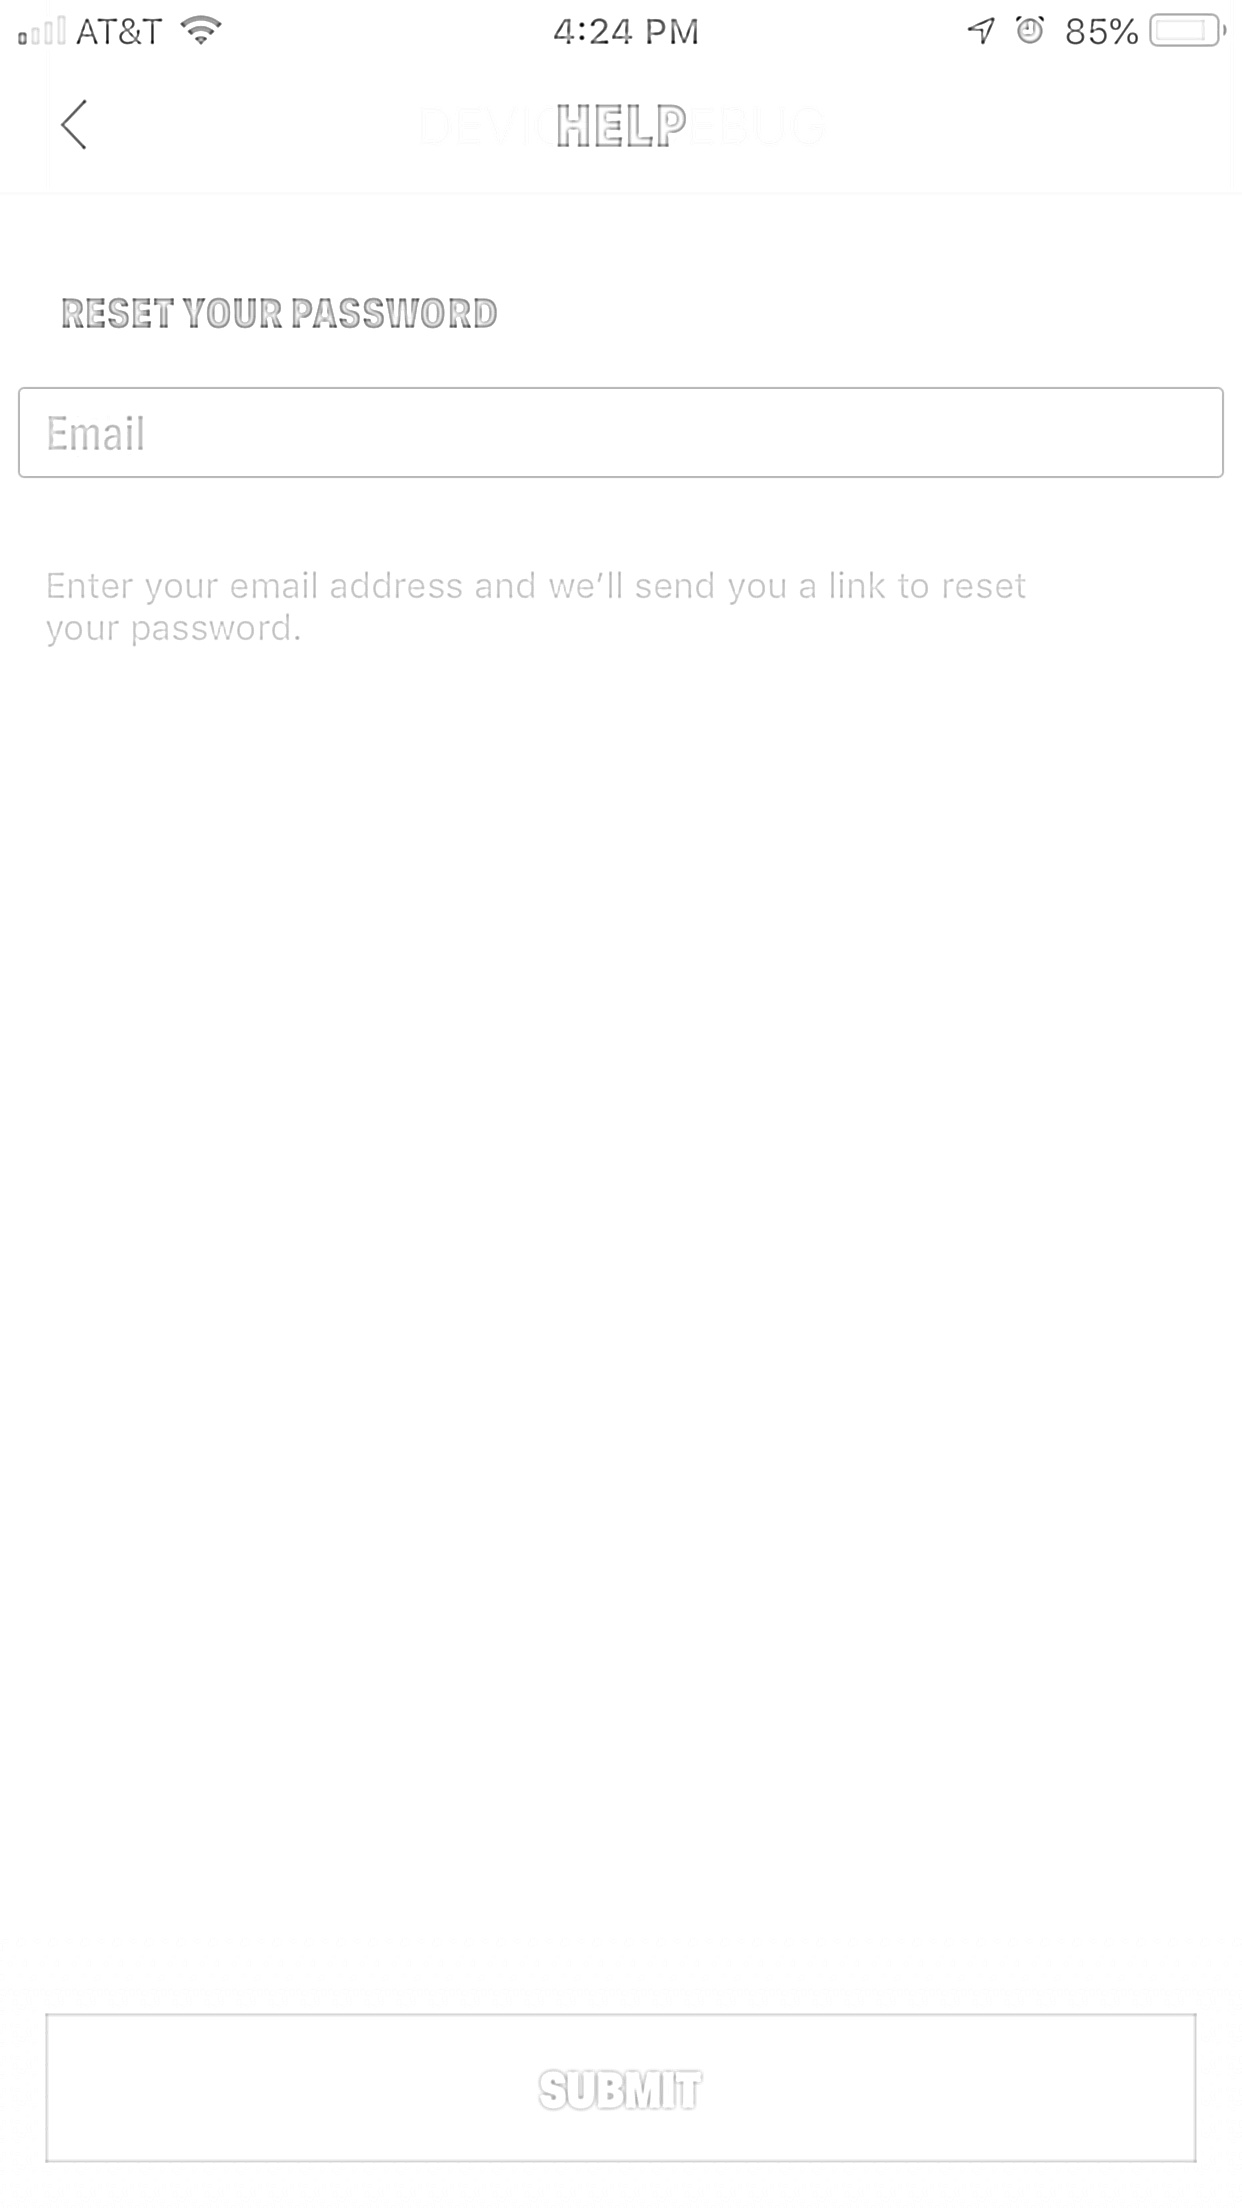 AT&T 4:24 PM 85%
HELP
RESET YOUR PASSWORD
Email
Enter your email address and we'll send you a link to reset
your password.
SUBMIT